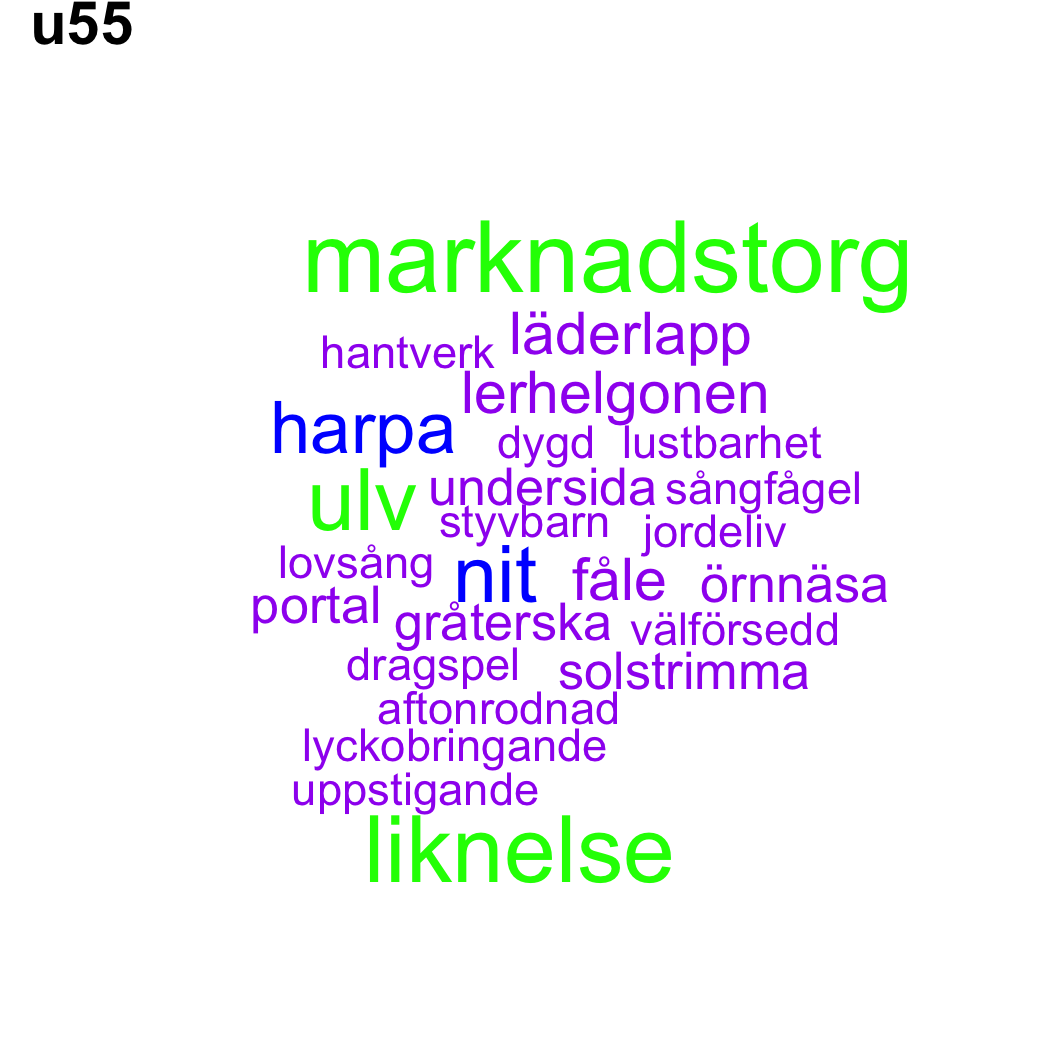 u55
marknadstorg
hantverk läderlapp
lerhelgonen
harpa dygd lustbarhet
ulv undersida sångfågel
styvbarn jordeliv
lovsång nit fåle örnnäsa
portal gråterska välförsedd
dragspel solstrimma
aftonrodnad
lyckobringande
uppstigande
liknelse